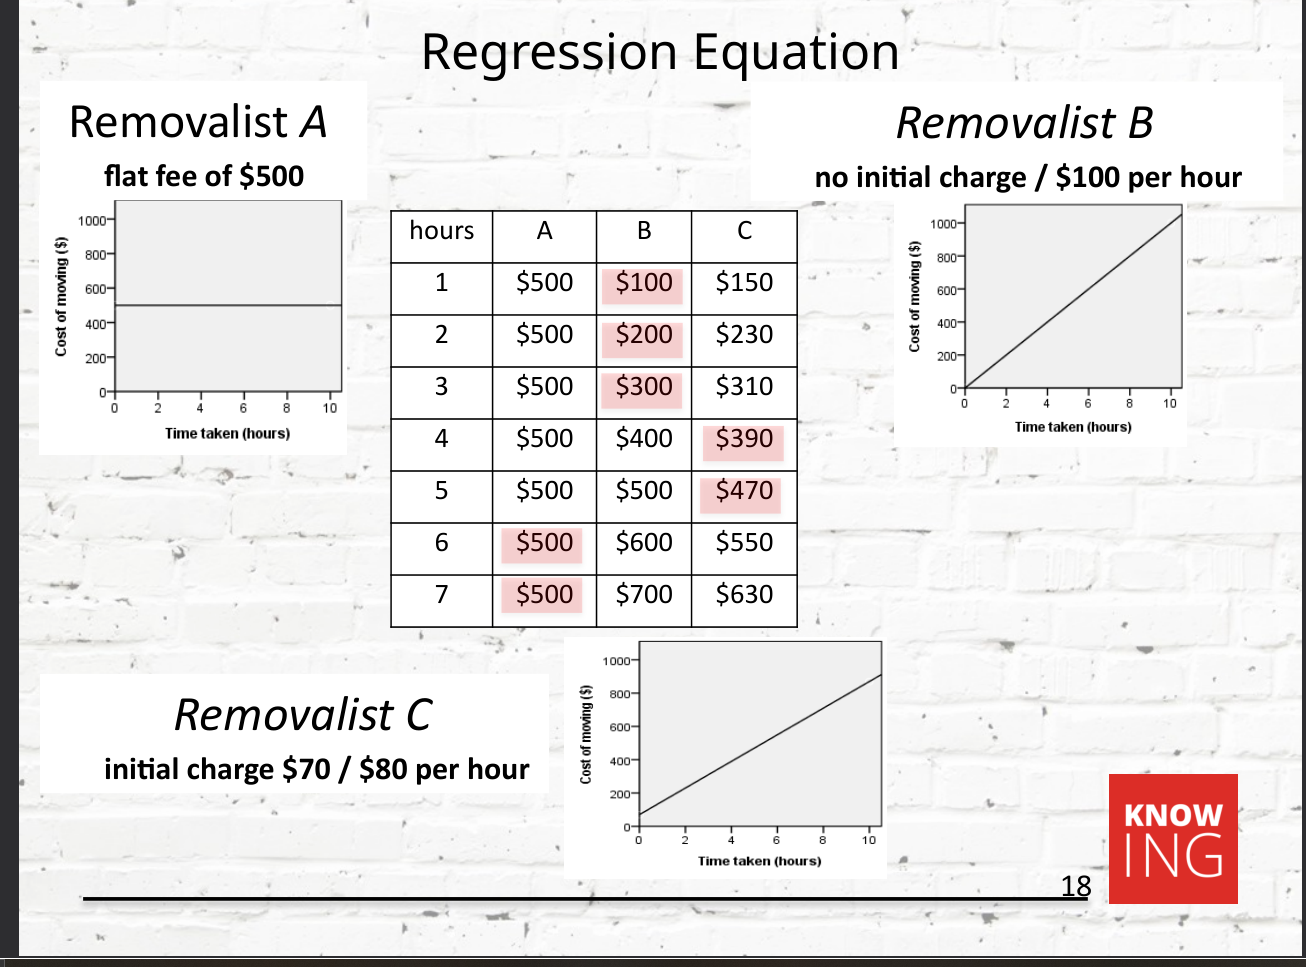 Regression Equation
Removalist A
flat fee of $500
1000
800
600
400
200
0
0 2 4 6 8 10
Cost of moving ($)
Time taken (hours)
hours A B C
1 $500 $100 $150
2 $500 $200 $230
3 $500 $300 $310
4 $500 $400 $390
5 $500 $500 $470
6 $500 $600 $550
7 $500 $700 $630
Removalist B
no initial charge / $100 per hour
1000
800
600
400
200
0
0 2 4 6 8 10
Cost of moving ($)
Time taken (hours)
Removalist C
initial charge $70 / $80 per hour
1000
800
600
400
200
0
0 2 4 6 8 10
Cost of moving ($)
Time taken (hours)
18
KNOW
ING